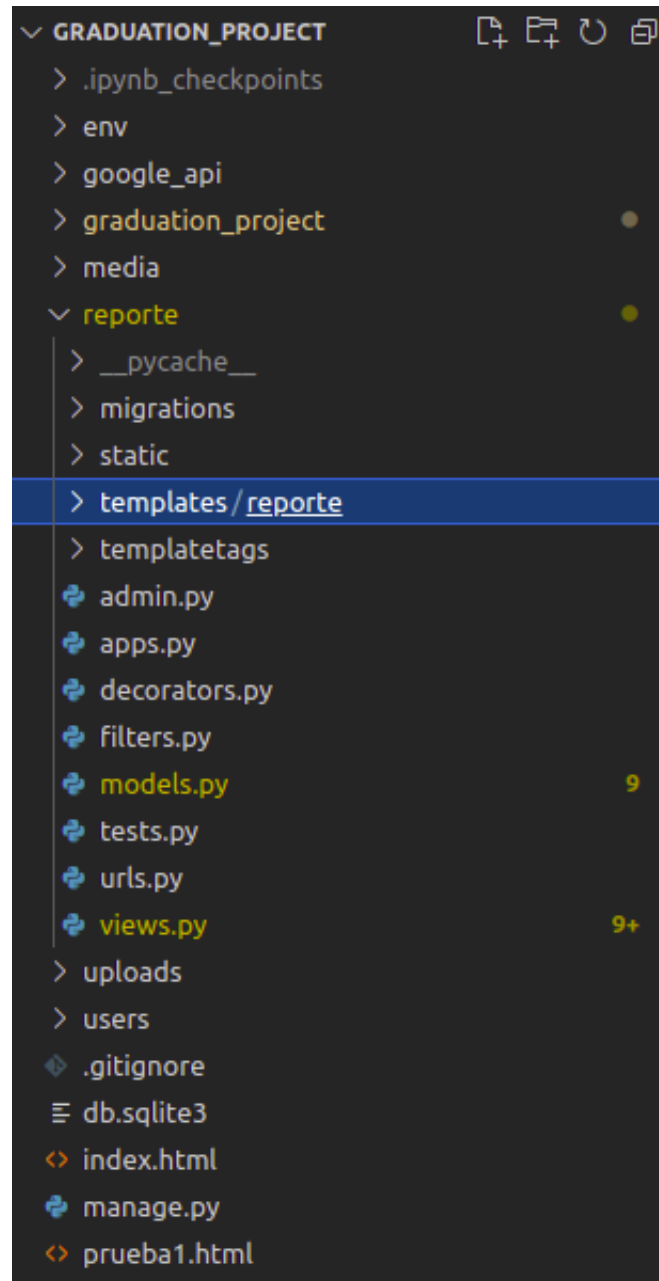 GRADUATION_PROJECT
.ipynb_checkpoints
env
google_api
graduation_project
media
reporte
__pycache__
migrations
static
templates/reporte
templatetags
admin.py
apps.py
decorators.py
filters.py
models.py 9
tests.py
urls.py
views.py 9+
uploads
users
.gitignore
db.sqlite3
index.html
manage.py
prueba1.html